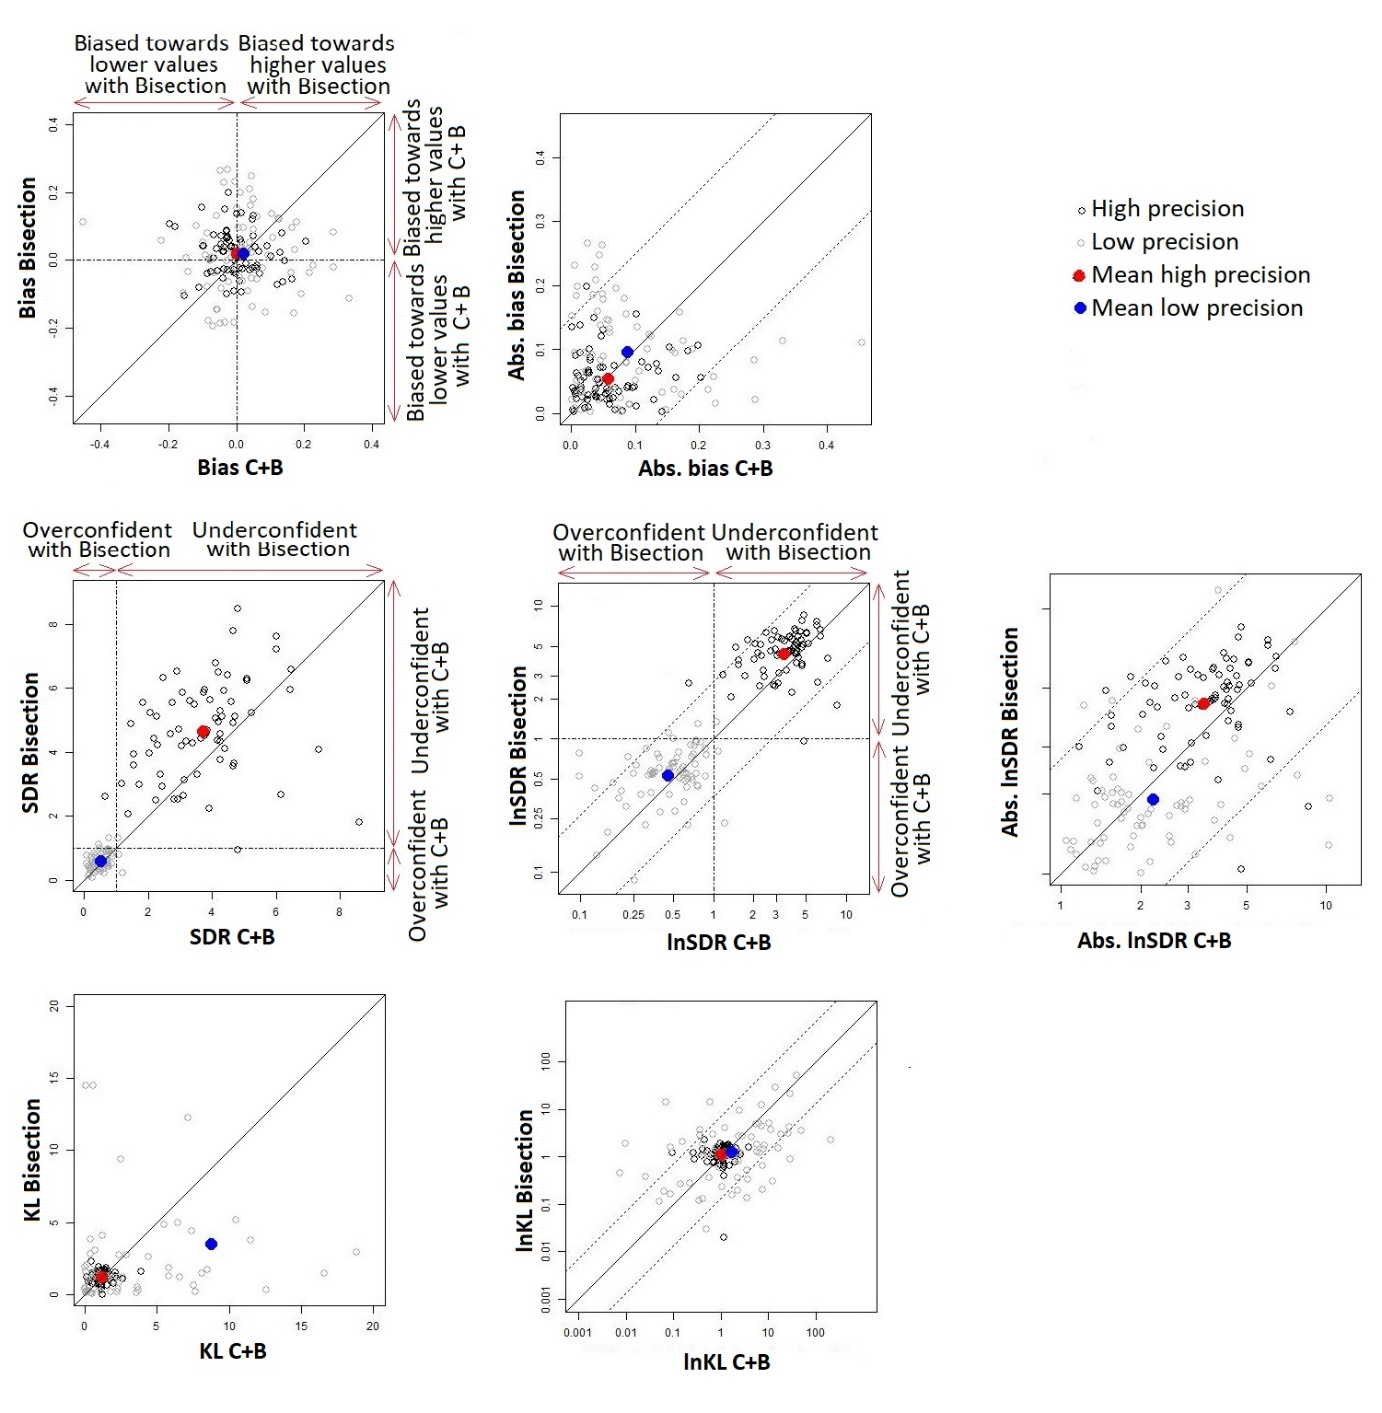 Biased towards lower values with Bisection
Biased towards higher values with Bisection
Biased towards higher values with C+B
Biased towards lower values with C+B
Bias Bisection
0.4
0.2
0.0
-0.2
-0.4
-0.4 -0.2 0.0 0.2 0.4
Bias C+B
Abs. bias Bisection
0.4
0.3
0.2
0.1
0.0
0.0 0.1 0.2 0.3 0.4
Abs. bias C+B
High precision
Low precision
Mean high precision
Mean low precision
Overconfident with Bisection
Underconfident with Bisection
Underconfident with C+B
Overconfident with C+B
SDR Bisection
8
6
4
2
0
0 2 4 6 8
SDR C+B
Overconfident with Bisection
Underconfident with Bisection
Underconfident with C+B
Overconfident with C+B
lnSDR Bisection
10
5
3
2
1
0.5
0.25
0.1
0.1 0.25 0.5 1 2 3 5 10
lnSDR C+B
Abs. lnSDR Bisection
1 2 3 5 10
Abs. lnSDR C+B
KL Bisection
20
15
10
5
0
0 5 10 15 20
KL C+B
lnKL Bisection
100
10
1
0.1
0.01
0.001
0.001 0.01 0.1 1 10 100
lnKL C+B